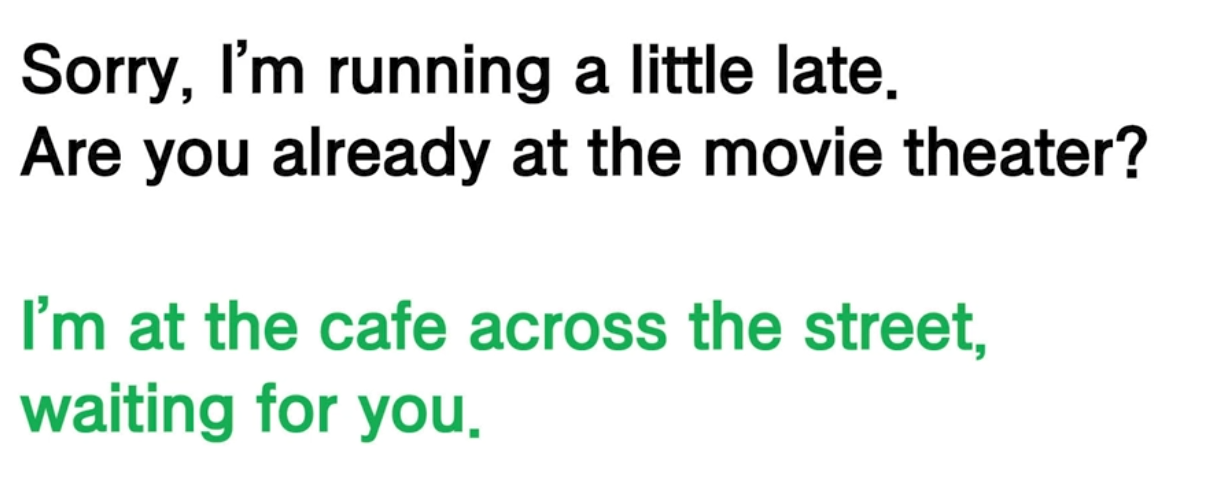 Sorry, I’m running a little late.
Are you already at the movie theater?
I’m at the cafe across the street,
waiting for you.